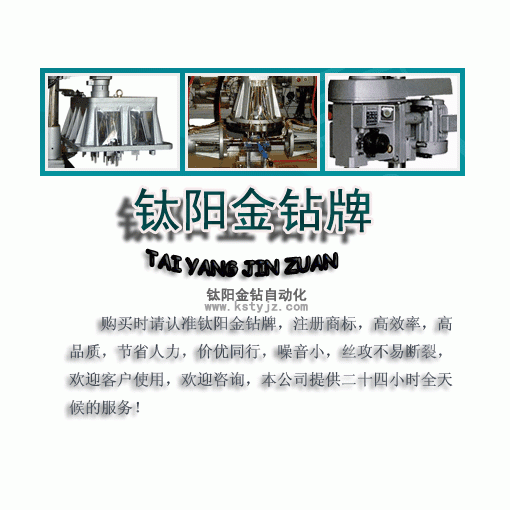 钛阳金钻牌
TAI YANG JIN ZUAN
钛阳金钻自动化
www.kstyjz.com
购买时请认准钛阳金钻牌，注册商标，高效率，高
品质，节省人力，价优同行，噪音小，丝攻不易断裂，
欢迎客户使用，欢迎咨询，本公司提供二十四小时全天
候的服务！